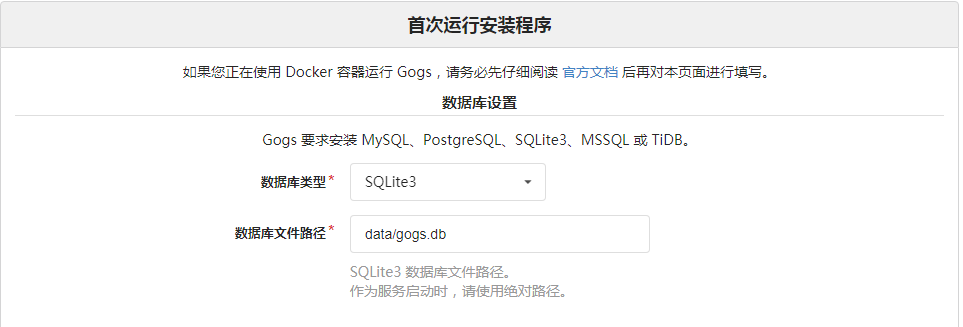 首次运行安装程序
如果您正在使用 Docker 容器运行 Gogs，请务必先仔细阅读 官方文档 后再对本页面进行填写。
数据库设置
Gogs 要求安装 MySQL、PostgreSQL、SQLite3、MSSQL 或 TiDB。
数据库类型* SQLite3
数据库文件路径* data/gogs.db
SQLite3 数据库文件路径。
作为服务启动时，请使用绝对路径。